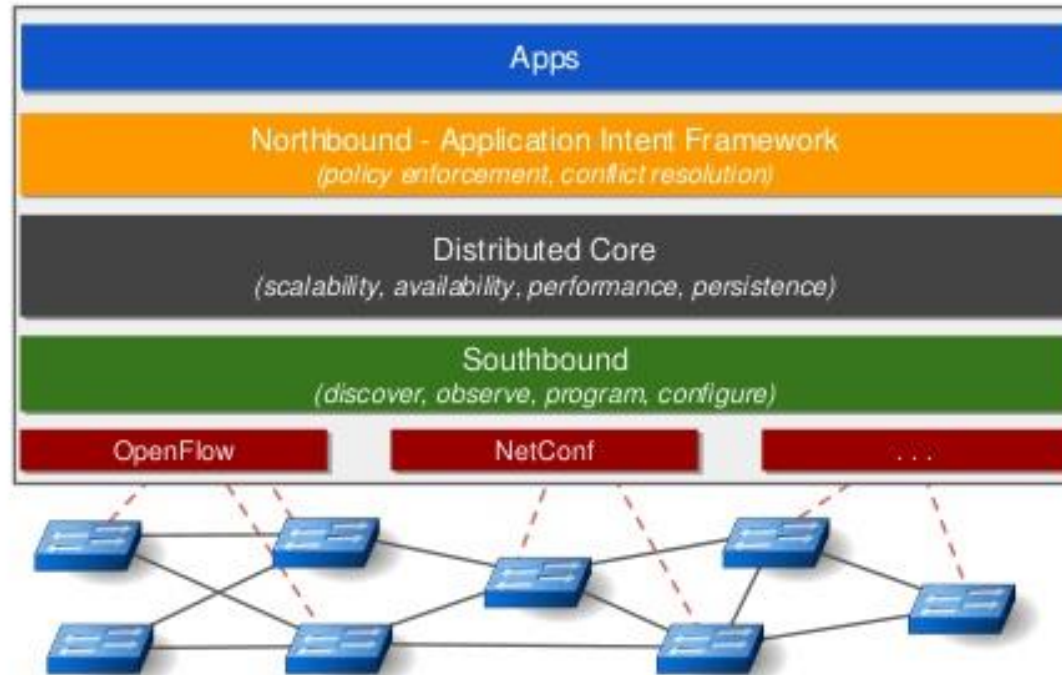 Apps
Northbound - Application Intent Framework
(policy enforcement, conflict resolution)
Distributed Core
(scalability, availability, performance, persistence)
Southbound
(discover, observe, program, configure)
OpenFlow
NetConf
. . .